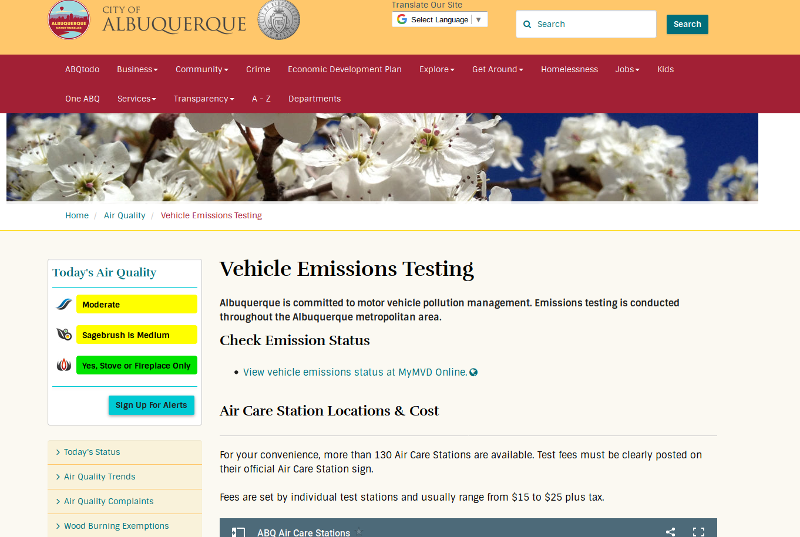 CITY OF
ALBUQUERQUE
Translate Our Site
G Select Language ▼
Search
Search
ABQtodo Business Community Crime Economic Development Plan Explore Get Around Homelessness Jobs Kids
One ABQ Services Transparency A - Z Departments
Home / Air Quality / Vehicle Emissions Testing
Today's Air Quality
Moderate
Sagebrush is Medium
Yes, Stove or Fireplace Only
Sign Up For Alerts
Today's Status
Air Quality Trends
Air Quality Complaints
Wood Burning Exemptions
Vehicle Emissions Testing
Albuquerque is committed to motor vehicle pollution management. Emissions testing is conducted
throughout the Albuquerque metropolitan area.
Check Emission Status
View vehicle emissions status at MyMVD Online.
Air Care Station Locations & Cost
For your convenience, more than 130 Air Care Stations are available. Test fees must be clearly posted on
their official Air Care Station sign.
Fees are set by individual test stations and usually range from $15 to $25 plus tax.
ABQ Air Care Stations